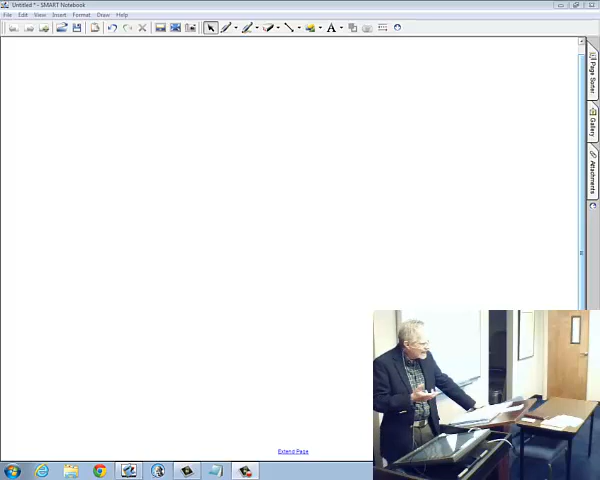 Untitled * - SMART Notebook
File Edit View Insert Format Draw Help
Page Sorter
Gallery
Attachments
Extend Page